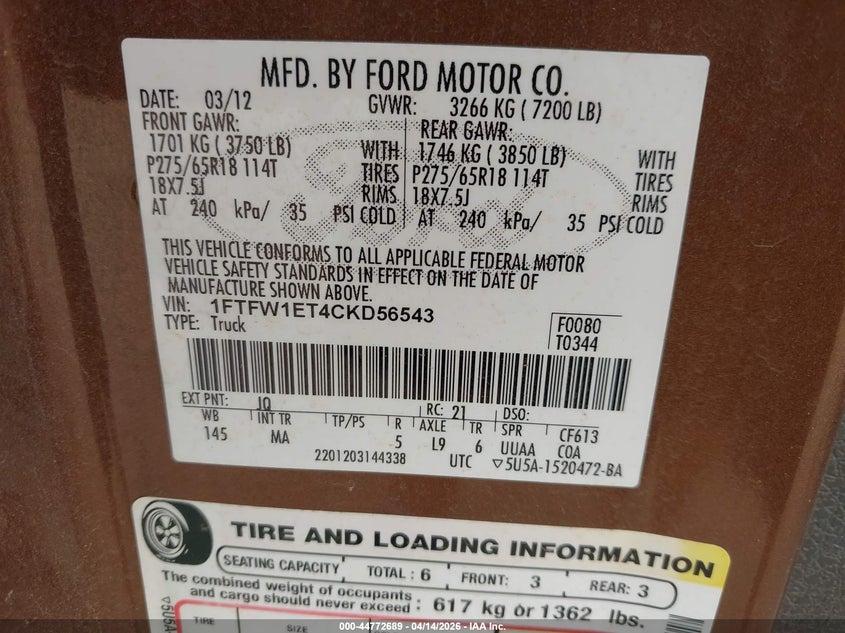 MFD. BY FORD MOTOR CO.
DATE: 03/12 GVWR: 3266 KG ( 7200 LB)
FRONT GAWR: REAR GAWR:
1701 KG ( 3750 LB) WITH 1746 KG ( 3850 LB) WITH
P275/65R18 114T TIRES P275/65R18 114T TIRES
18X7.5J RIMS 18X7.5J RIMS
AT 240 kPa/ 35 PSI COLD AT 240 kPa/ 35 PSI COLD
THIS VEHICLE CONFORMS TO ALL APPLICABLE FEDERAL MOTOR
VEHICLE SAFETY STANDARDS IN EFFECT ON THE DATE OF
MANUFACTURE SHOWN ABOVE.
VIN: 1FTFW1ET4CKD56543
TYPE: Truck
F0080
T0344
EXT PNT: JQ RC: 21 DSO:
WB INT TR TP/PS R AXLE TR SPR CF613
145 MA 5 L9 6 UUAA COA
2201203144338 UTC ▽5U5A-1520472-BA
TIRE AND LOADING INFORMATION
SEATING CAPACITY TOTAL : 6 FRONT: 3 REAR: 3
The combined weight of occupants
and cargo should never exceed : 617 kg or 1362 lbs.
▽5U5A
TIRE SIZE
000-44772689 - 04/14/2026 - IAA Inc.